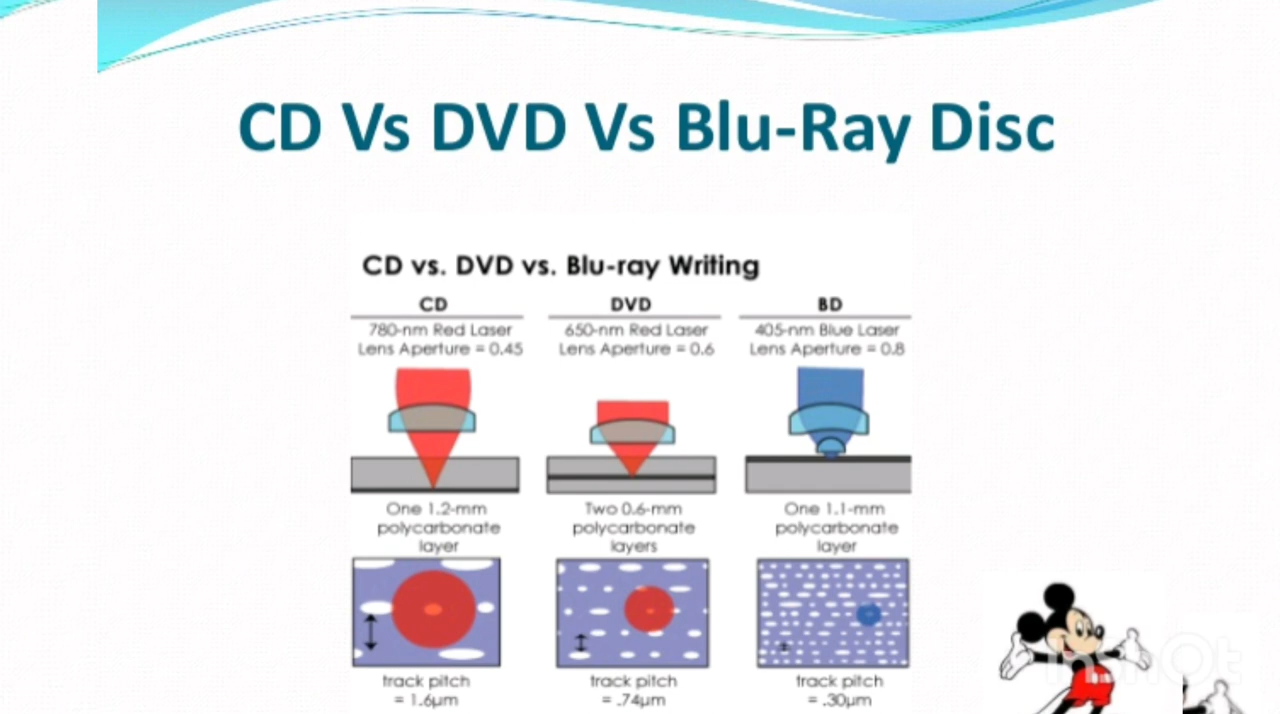 CD Vs DVD Vs Blu-Ray Disc
CD vs. DVD vs. Blu-ray Writing
CD
780-nm Red Laser
Lens Aperture = 0.45
One 1.2-mm
polycarbonate
layer
track pitch
= 1.6µm
DVD
650-nm Red Laser
Lens Aperture = 0.6
Two 0.6-mm
polycarbonate
layers
track pitch
= .74µm
BD
405-nm Blue Laser
Lens Aperture = 0.8
One 1.1-mm
polycarbonate
layer
track pitch
= .30µm
InShOt